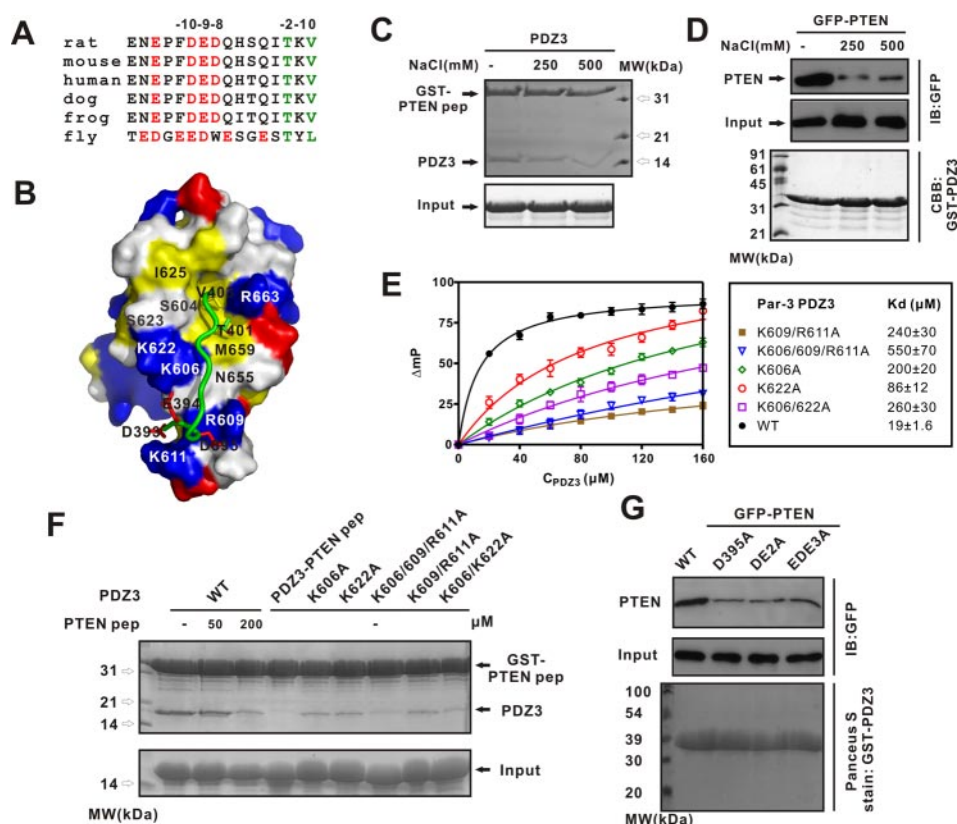 A
-10-9-8 -2-10
rat ENEPFDEDQHSQITKV
mouse ENEPFDEDQHSQITKV
human ENEPFDEDQHTQITKV
dog ENEPFDEDQHTQITKV
frog ENEPFDEDQITQITKV
fly TEDGEEDWESGESTYL
B
I625
S604
R663
S623
T401
K622
M659
K606
N655
R609
K611
C
PDZ3
NaCl(mM) - 250 500 MW(kDa)
GST-
PTEN pep
31
21
PDZ3
14
Input
D
GFP-PTEN
NaCl(mM) - 250 500
PTEN
Input
IB:GFP
91
61
45
31
21
CBB:
GST-PDZ3
MW(kDa)
E
ΔmP
100
75
50
25
0
0 40 80 120 160
CPDZ3 (µM)
Par-3 PDZ3 Kd (µM)
K609/R611A 240±30
K606/609/R611A 550±70
K606A 200±20
K622A 86±12
K606/622A 260±30
WT 19±1.6
F
PDZ3 WT PDZ3-PTEN pep K606A K622A K606/609/R611A K609/R611A K606/K622A
PTEN pep - 50 200 - µM
31
GST-
PTEN pep
21
PDZ3
14
Input
14
MW(kDa)
G
GFP-PTEN
WT D395A DE2A EDE3A
PTEN
Input
IB:GFP
100
54
39
30
20
Panceus S
stain: GST-PDZ3
MW(kDa)